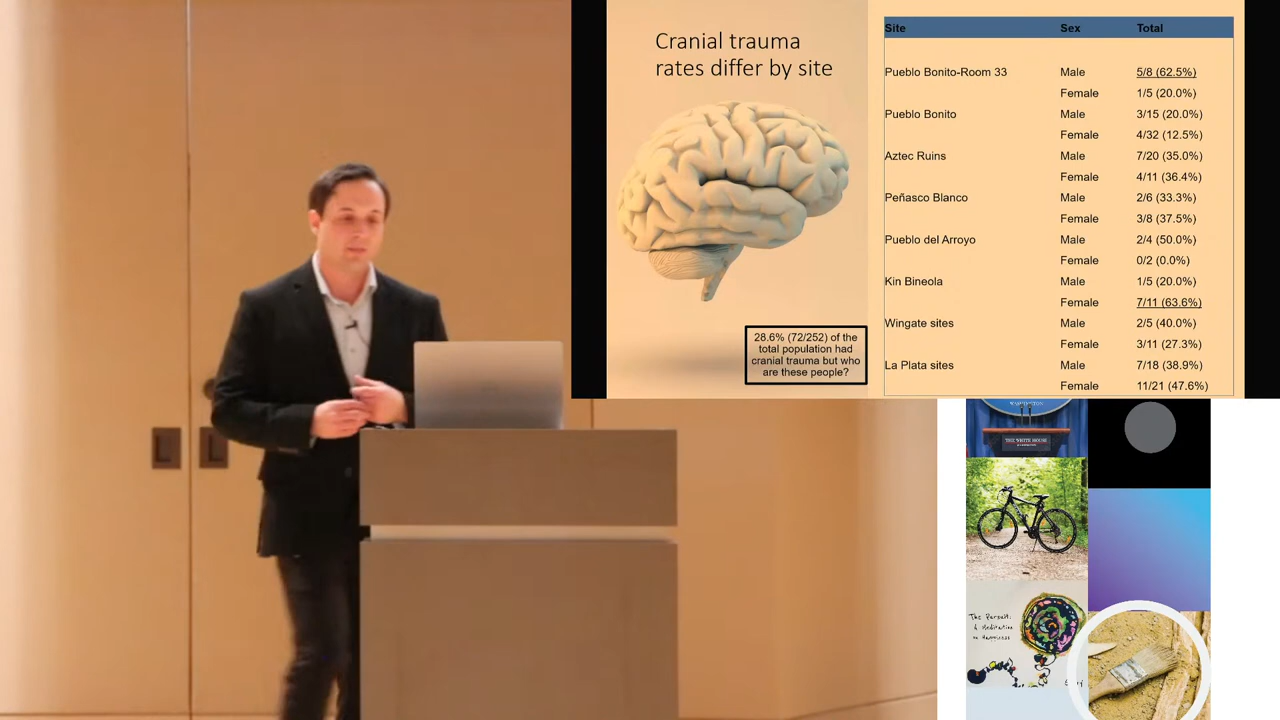 Cranial trauma
rates differ by site
28.6% (72/252) of the
total population had
cranial trauma but who
are these people?
Site Sex Total
Pueblo Bonito-Room 33 Male 5/8 (62.5%)
Female 1/5 (20.0%)
Pueblo Bonito Male 3/15 (20.0%)
Female 4/32 (12.5%)
Aztec Ruins Male 7/20 (35.0%)
Female 4/11 (36.4%)
Peñasco Blanco Male 2/6 (33.3%)
Female 3/8 (37.5%)
Pueblo del Arroyo Male 2/4 (50.0%)
Female 0/2 (0.0%)
Kin Bineola Male 1/5 (20.0%)
Female 7/11 (63.6%)
Wingate sites Male 2/5 (40.0%)
Female 3/11 (27.3%)
La Plata sites Male 7/18 (38.9%)
Female 11/21 (47.6%)
WASHINGTON
THE WHITE HOUSE
The Pursuit:
A Meditation
on Happiness